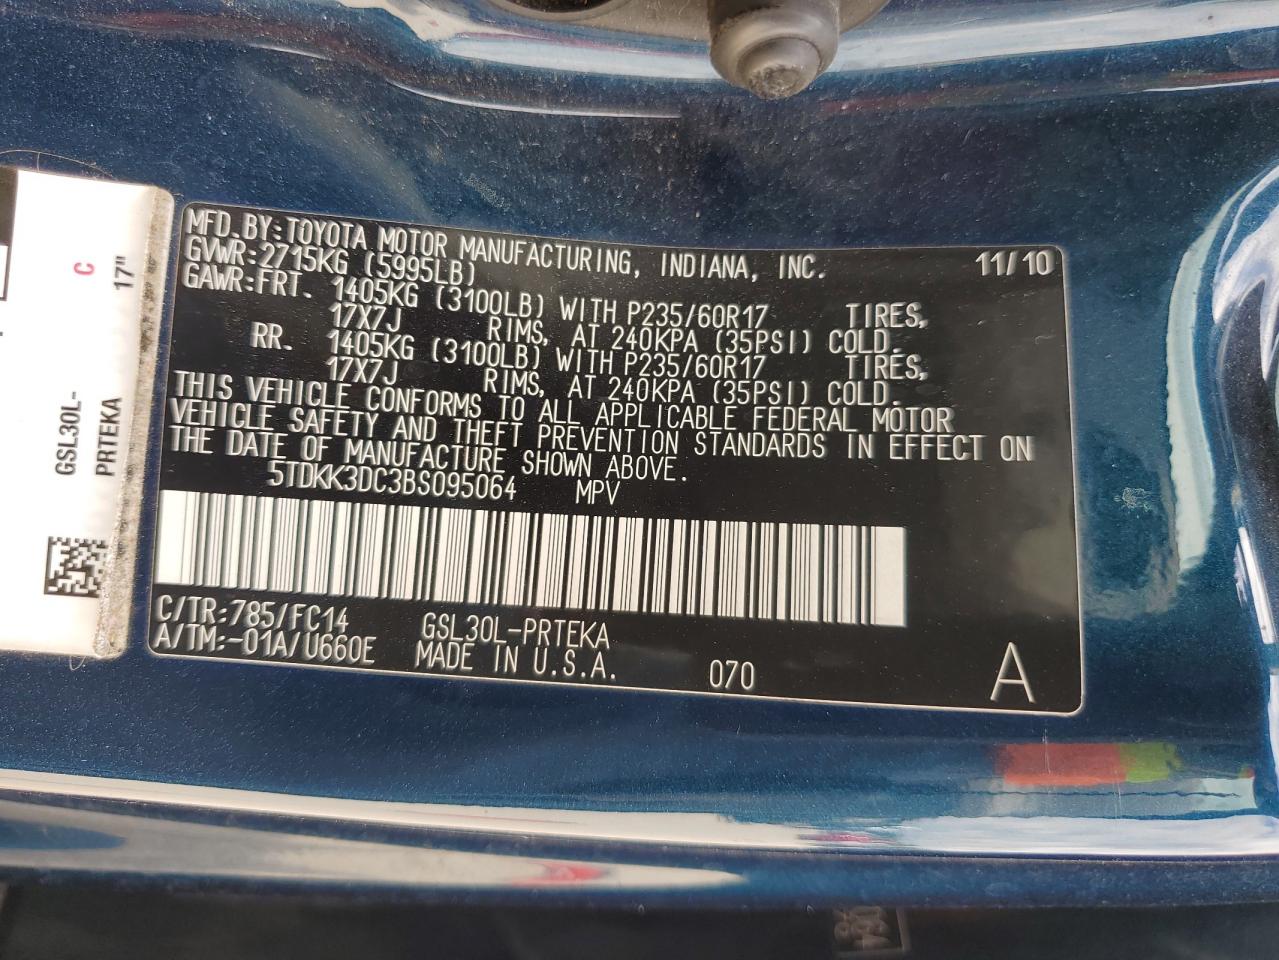 MFD.BY:TOYOTA MOTOR MANUFACTURING, INDIANA, INC. 11/10
GVWR:2715KG (5995LB)
GAWR:FRT. 1405KG (3100LB) WITH P235/60R17 TIRES,
17X7J RIMS, AT 240KPA (35PSI) COLD.
RR. 1405KG (3100LB) WITH P235/60R17 TIRES,
17X7J RIMS, AT 240KPA (35PSI) COLD.
THIS VEHICLE CONFORMS TO ALL APPLICABLE FEDERAL MOTOR
VEHICLE SAFETY AND THEFT PREVENTION STANDARDS IN EFFECT ON
THE DATE OF MANUFACTURE SHOWN ABOVE.
5TDKK3DC3BS095064 MPV
C/TR:785/FC14 GSL30L-PRTEKA
A/TM:-01A/U660E MADE IN U.S.A. 070 A
C
17"
GSL30L-
PRTEKA